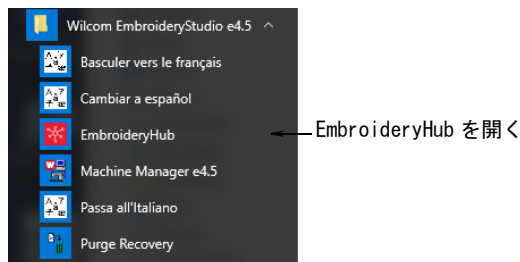 Wilcom EmbroideryStudio e4.5
Basculer vers le français
Cambiar a español
EmbroideryHub
EmbroideryHub を開く
Machine Manager e4.5
Passa all'Italiano
Purge Recovery